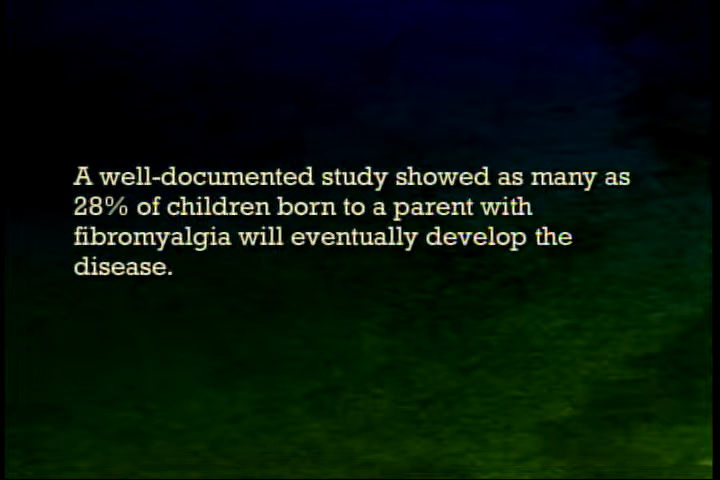 A well-documented study showed as many as
28% of children born to a parent with
fibromyalgia will eventually develop the
disease.